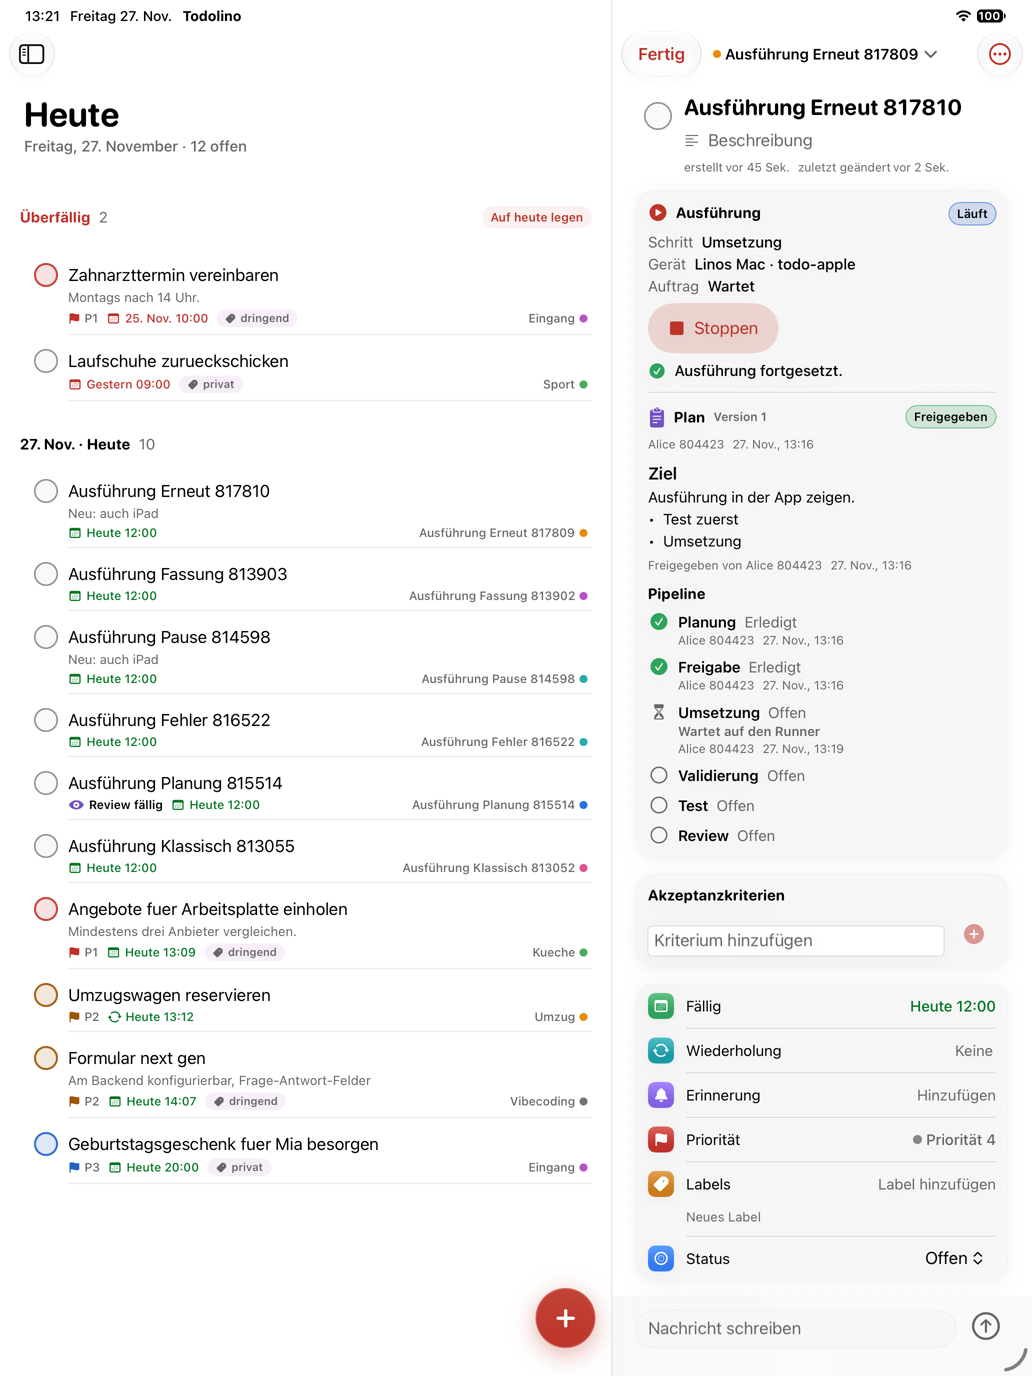 13:21 Freitag 27. Nov. Todolino
100
Heute
Freitag, 27. November · 12 offen
Überfällig 2
Auf heute legen
Zahnarzttermin vereinbaren
Montags nach 14 Uhr.
P1 25. Nov. 10:00 dringend
Eingang
Laufschuhe zurueckschicken
Gestern 09:00 privat
Sport
27. Nov. · Heute 10
Ausführung Erneut 817810
Neu: auch iPad
Heute 12:00
Ausführung Erneut 817809
Ausführung Fassung 813903
Heute 12:00
Ausführung Fassung 813902
Ausführung Pause 814598
Neu: auch iPad
Heute 12:00
Ausführung Pause 814598
Ausführung Fehler 816522
Heute 12:00
Ausführung Fehler 816522
Ausführung Planung 815514
Review fällig Heute 12:00
Ausführung Planung 815514
Ausführung Klassisch 813055
Heute 12:00
Ausführung Klassisch 813052
Angebote fuer Arbeitsplatte einholen
Mindestens drei Anbieter vergleichen.
P1 Heute 13:09 dringend
Kueche
Umzugswagen reservieren
P2 Heute 13:12
Umzug
Formular next gen
Am Backend konfigurierbar, Frage-Antwort-Felder
P2 Heute 14:07 dringend
Vibecoding
Geburtstagsgeschenk fuer Mia besorgen
P3 Heute 20:00 privat
Eingang
Fertig
Ausführung Erneut 817809
Ausführung Erneut 817810
Beschreibung
erstellt vor 45 Sek. zuletzt geändert vor 2 Sek.
Ausführung
Läuft
Schritt Umsetzung
Gerät Linos Mac · todo-apple
Auftrag Wartet
Stoppen
Ausführung fortgesetzt.
Plan Version 1
Freigegeben
Alice 804423 27. Nov., 13:16
Ziel
Ausführung in der App zeigen.
• Test zuerst
• Umsetzung
Freigegeben von Alice 804423 27. Nov., 13:16
Pipeline
Planung Erledigt
Alice 804423 27. Nov., 13:16
Freigabe Erledigt
Alice 804423 27. Nov., 13:16
Umsetzung Offen
Wartet auf den Runner
Alice 804423 27. Nov., 13:19
Validierung Offen
Test Offen
Review Offen
Akzeptanzkriterien
Kriterium hinzufügen
Fällig
Heute 12:00
Wiederholung
Keine
Erinnerung
Hinzufügen
Priorität
Priorität 4
Labels
Label hinzufügen
Neues Label
Status
Offen
Nachricht schreiben